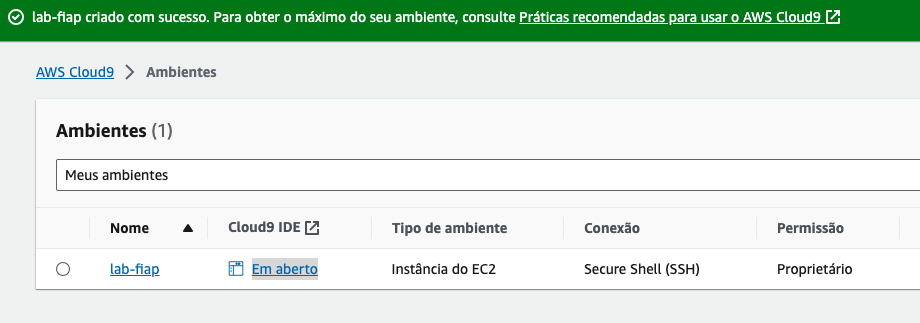 lab-fiap criado com sucesso. Para obter o máximo do seu ambiente, consulte Práticas recomendadas para usar o AWS Cloud9
AWS Cloud9 > Ambientes
Ambientes (1)
Meus ambientes
Nome ▲ Cloud9 IDE Tipo de ambiente Conexão Permissão
lab-fiap Em aberto Instância do EC2 Secure Shell (SSH) Proprietário